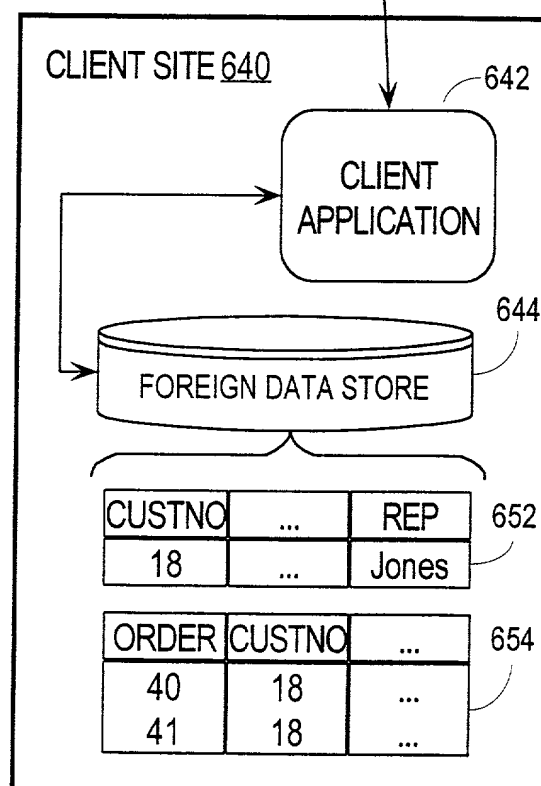 CLIENT SITE 640
642
CLIENT
APPLICATION
644
FOREIGN DATA STORE
CUSTNO ... REP
652
18 ... Jones
ORDER CUSTNO ...
654
40 18 ...
41 18 ...